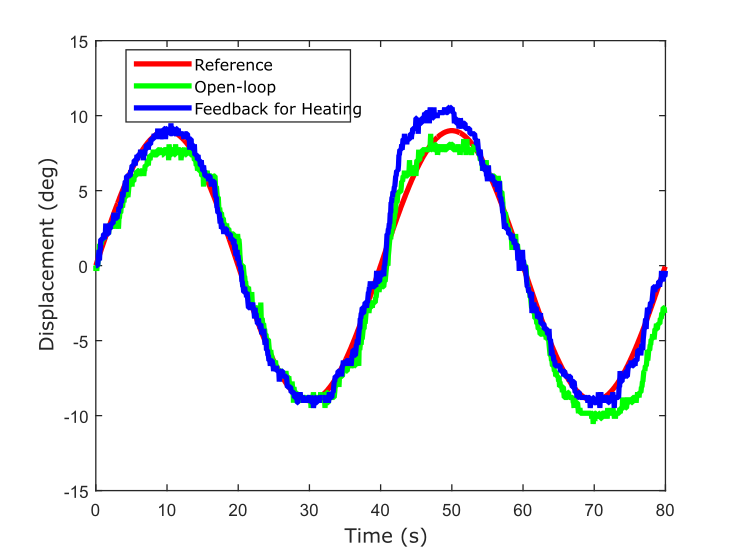 15
10
5
0
-5
-10
-15
Displacement (deg)
Reference
Open-loop
Feedback for Heating
0 10 20 30 40 50 60 70 80
Time (s)